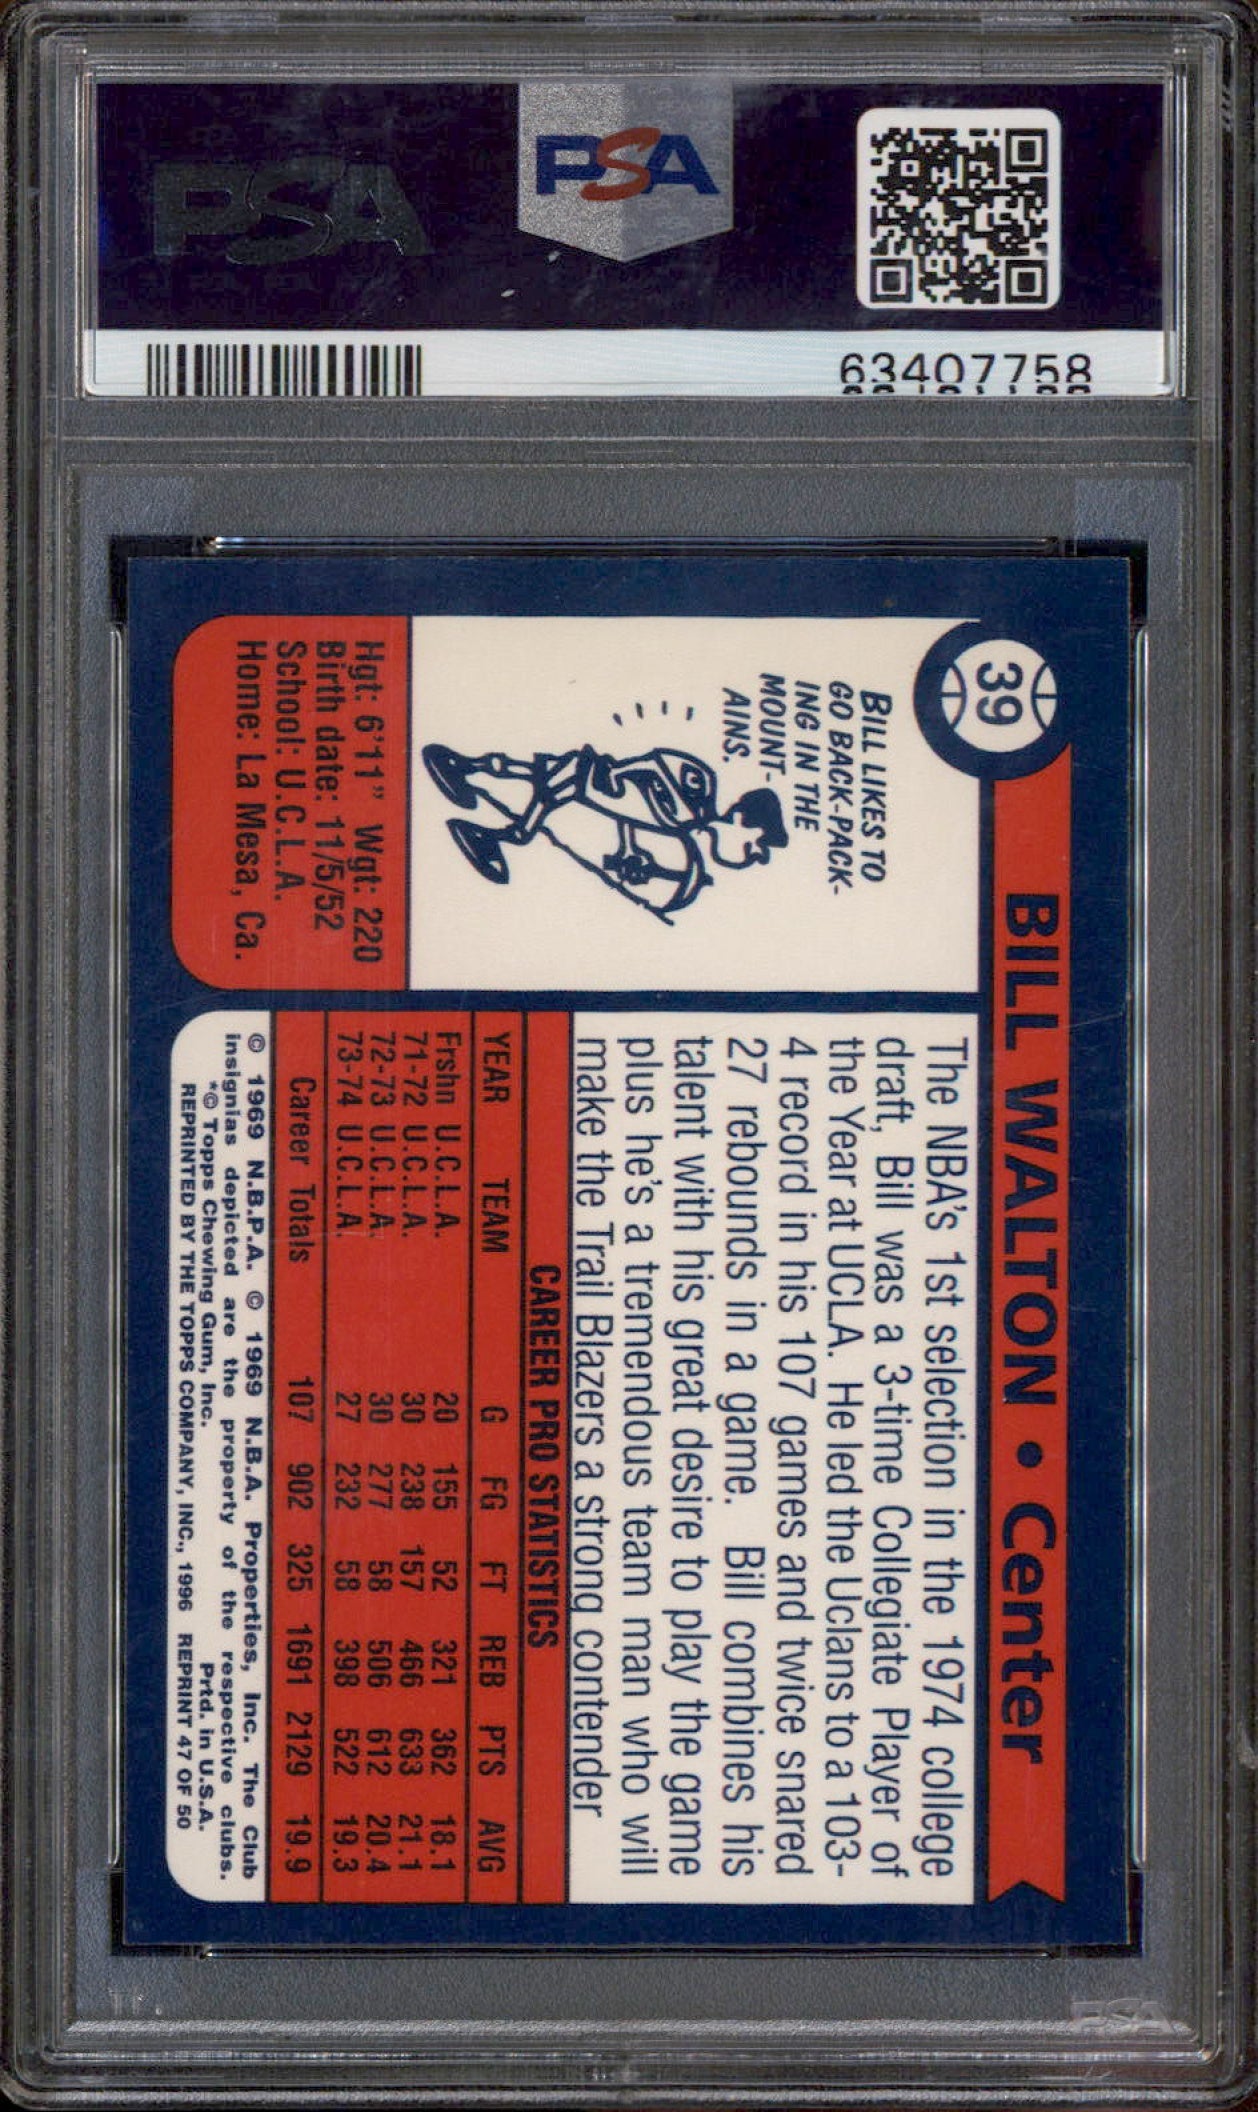 PSA
PSA
63407758
39
BILL WALTON • Center
BILL LIKES TO
GO BACK-PACK-
ING IN THE
MOUNT-
AINS.
Hgt: 6'11” Wgt: 220
Birth date: 11/5/52
School: U.C.L.A.
Home: La Mesa, Ca.
The NBA's 1st selection in the 1974 college
draft, Bill was a 3-time Collegiate Player of
the Year at UCLA. He led the Uclans to a 103-
4 record in his 107 games and twice snared
27 rebounds in a game. Bill combines his
talent with his great desire to play the game
plus he's a tremendous team man who will
make the Trail Blazers a strong contender
CAREER PRO STATISTICS
YEAR TEAM G FG FT REB PTS AVG
Frshn U.C.L.A. 20 155 52 321 362 18.1
71-72 U.C.L.A. 30 238 157 466 633 21.1
72-73 U.C.L.A. 30 277 58 506 612 20.4
73-74 U.C.L.A. 27 232 58 398 522 19.3
Career Totals 107 902 325 1691 2129 19.9
© 1969 N.B.P.A. © 1969 N.B.A. Properties, Inc. The Club
insignias depicted are the property of the respective clubs.
*© Topps Chewing Gum, Inc. Prtd. in U.S.A.
REPRINTED BY THE TOPPS COMPANY, INC., 1996 REPRINT 47 OF 50
PSA